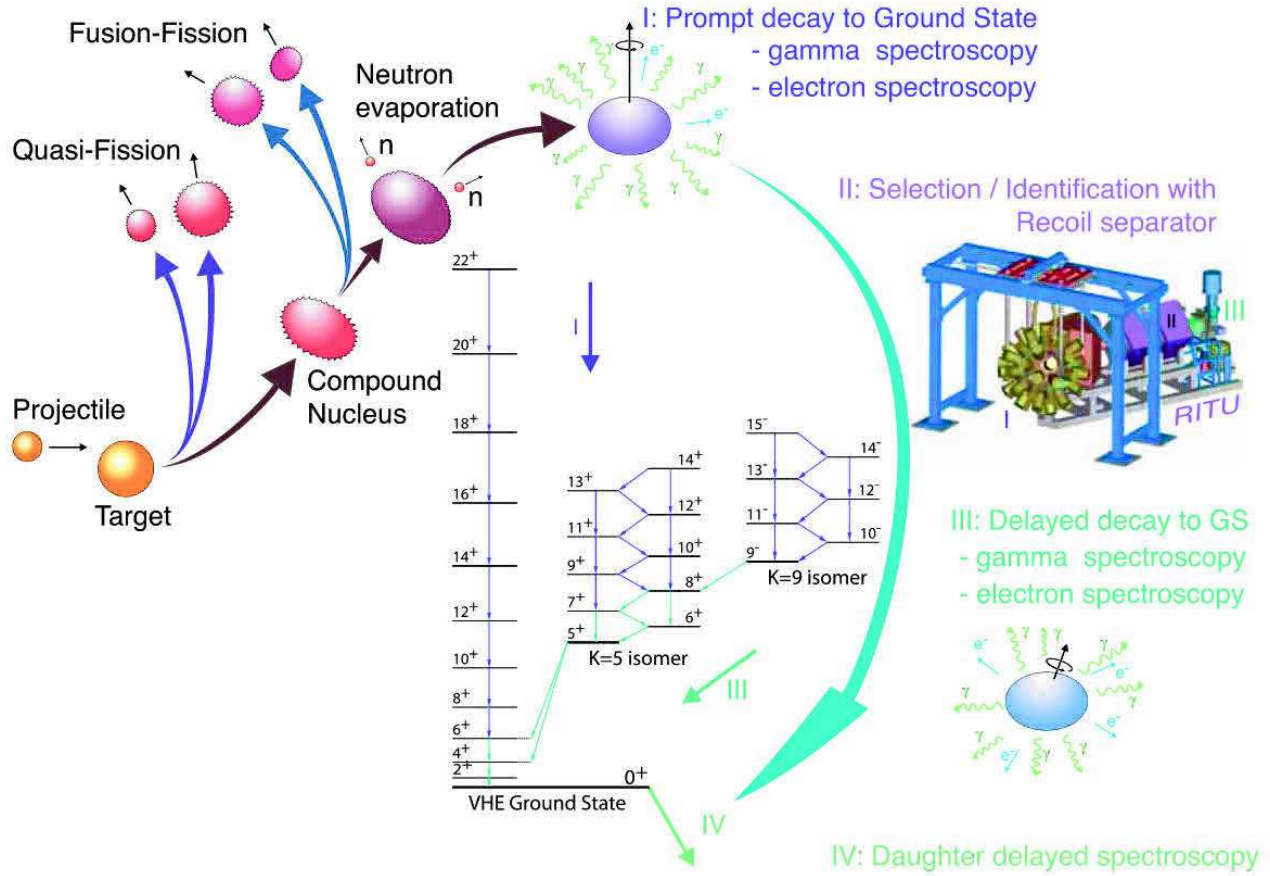 Fusion-Fission
Neutron
evaporation
Quasi-Fission
n
n
Projectile
Target
Compound
Nucleus
γ γ γ γ γ γ γ γ γ γ γ γ
e⁻
e⁻
I: Prompt decay to Ground State
- gamma spectroscopy
- electron spectroscopy
II: Selection / Identification with
Recoil separator
I
II
III
RITU
III: Delayed decay to GS
- gamma spectroscopy
- electron spectroscopy
γ γ γ γ γ γ γ γ
e⁻
e⁻
e⁻
e⁻
IV: Daughter delayed spectroscopy
I
22⁺
20⁺
18⁺
16⁺
14⁺
12⁺
10⁺
8⁺
6⁺
4⁺
2⁺
0⁺
VHE Ground State
14⁺
13⁺
12⁺
11⁺
10⁺
9⁺
8⁺
7⁺
6⁺
5⁺
K=5 isomer
15⁻
14⁻
13⁻
12⁻
11⁻
10⁻
9⁻
K=9 isomer
III
IV